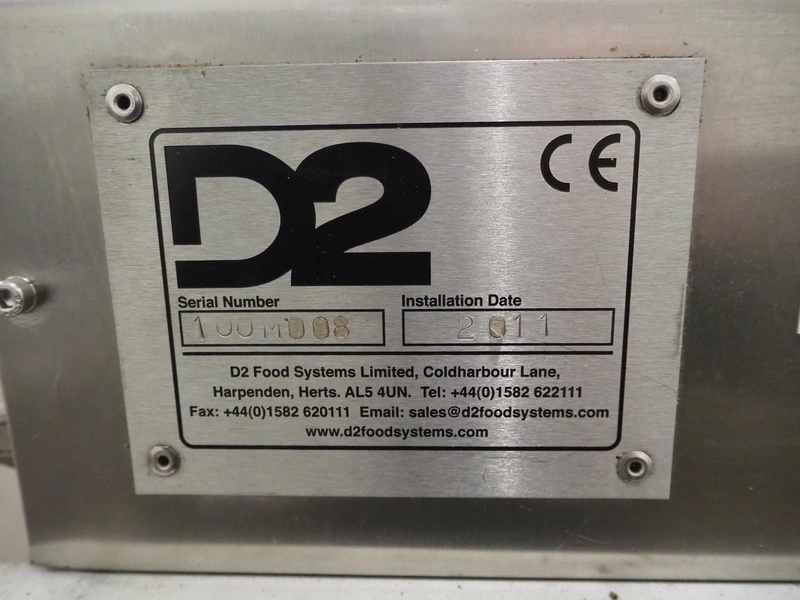 D2
CE
Serial Number
Installation Date
100M008
2011
D2 Food Systems Limited, Coldharbour Lane,
Harpenden, Herts. AL5 4UN. Tel: +44(0)1582 622111
Fax: +44(0)1582 620111 Email: sales@d2foodsystems.com
www.d2foodsystems.com